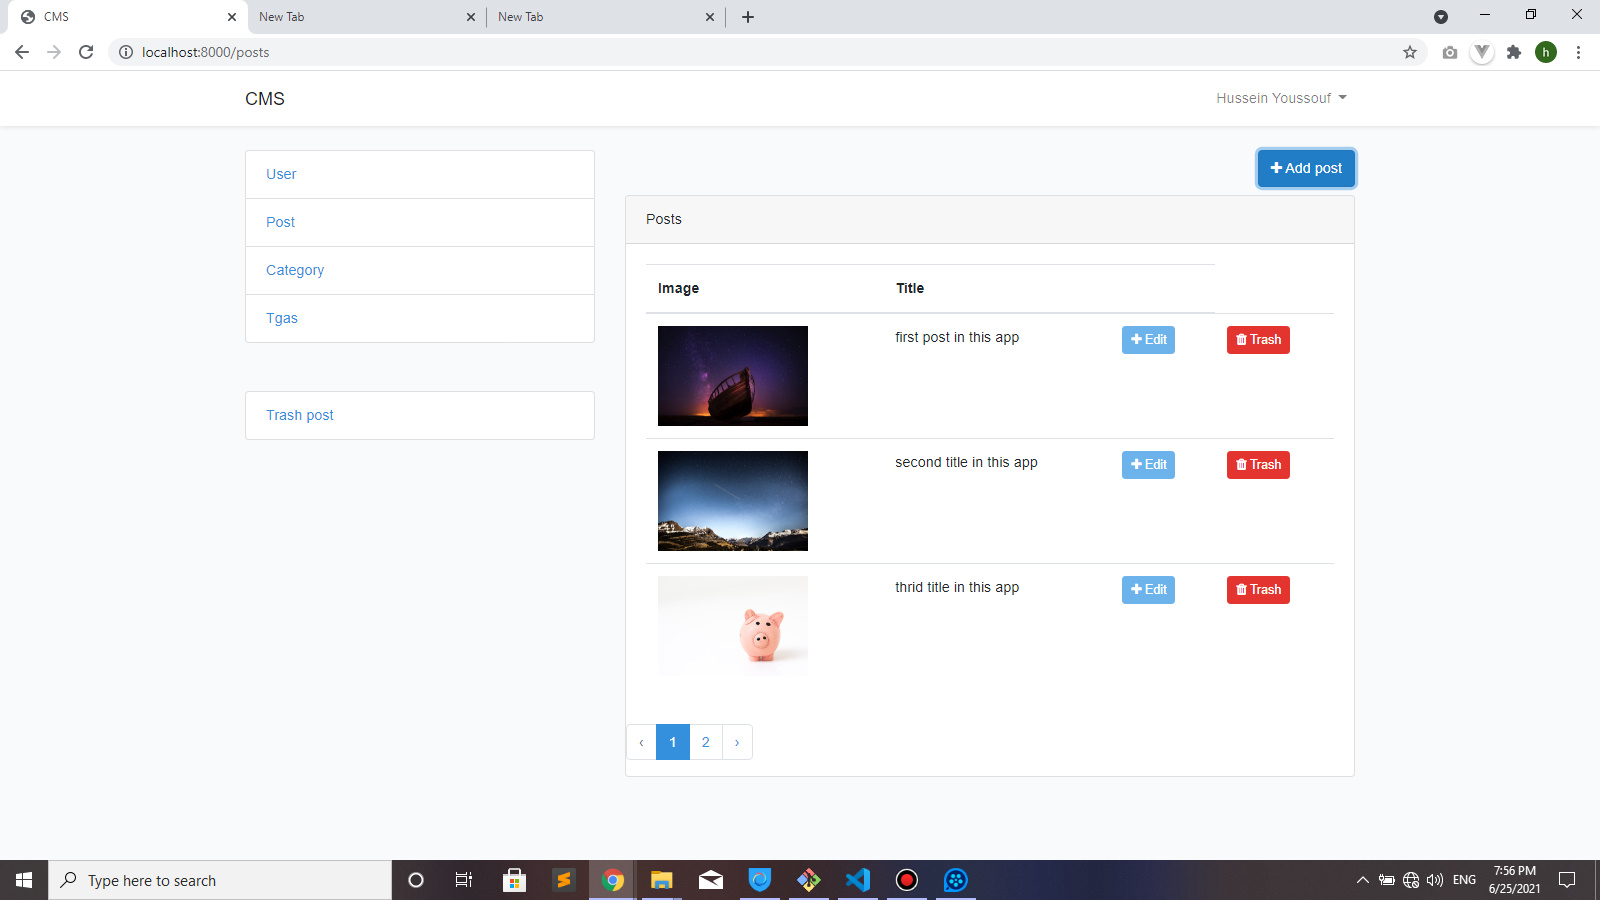 CMS
New Tab
New Tab
localhost:8000/posts
h
CMS
Hussein Youssouf
User
Post
Category
Tgas
Trash post
Add post
Posts
Image Title
first post in this app Edit Trash
second title in this app Edit Trash
thrid title in this app Edit Trash
‹ 1 2 ›
Type here to search
ENG
7:56 PM
6/25/2021